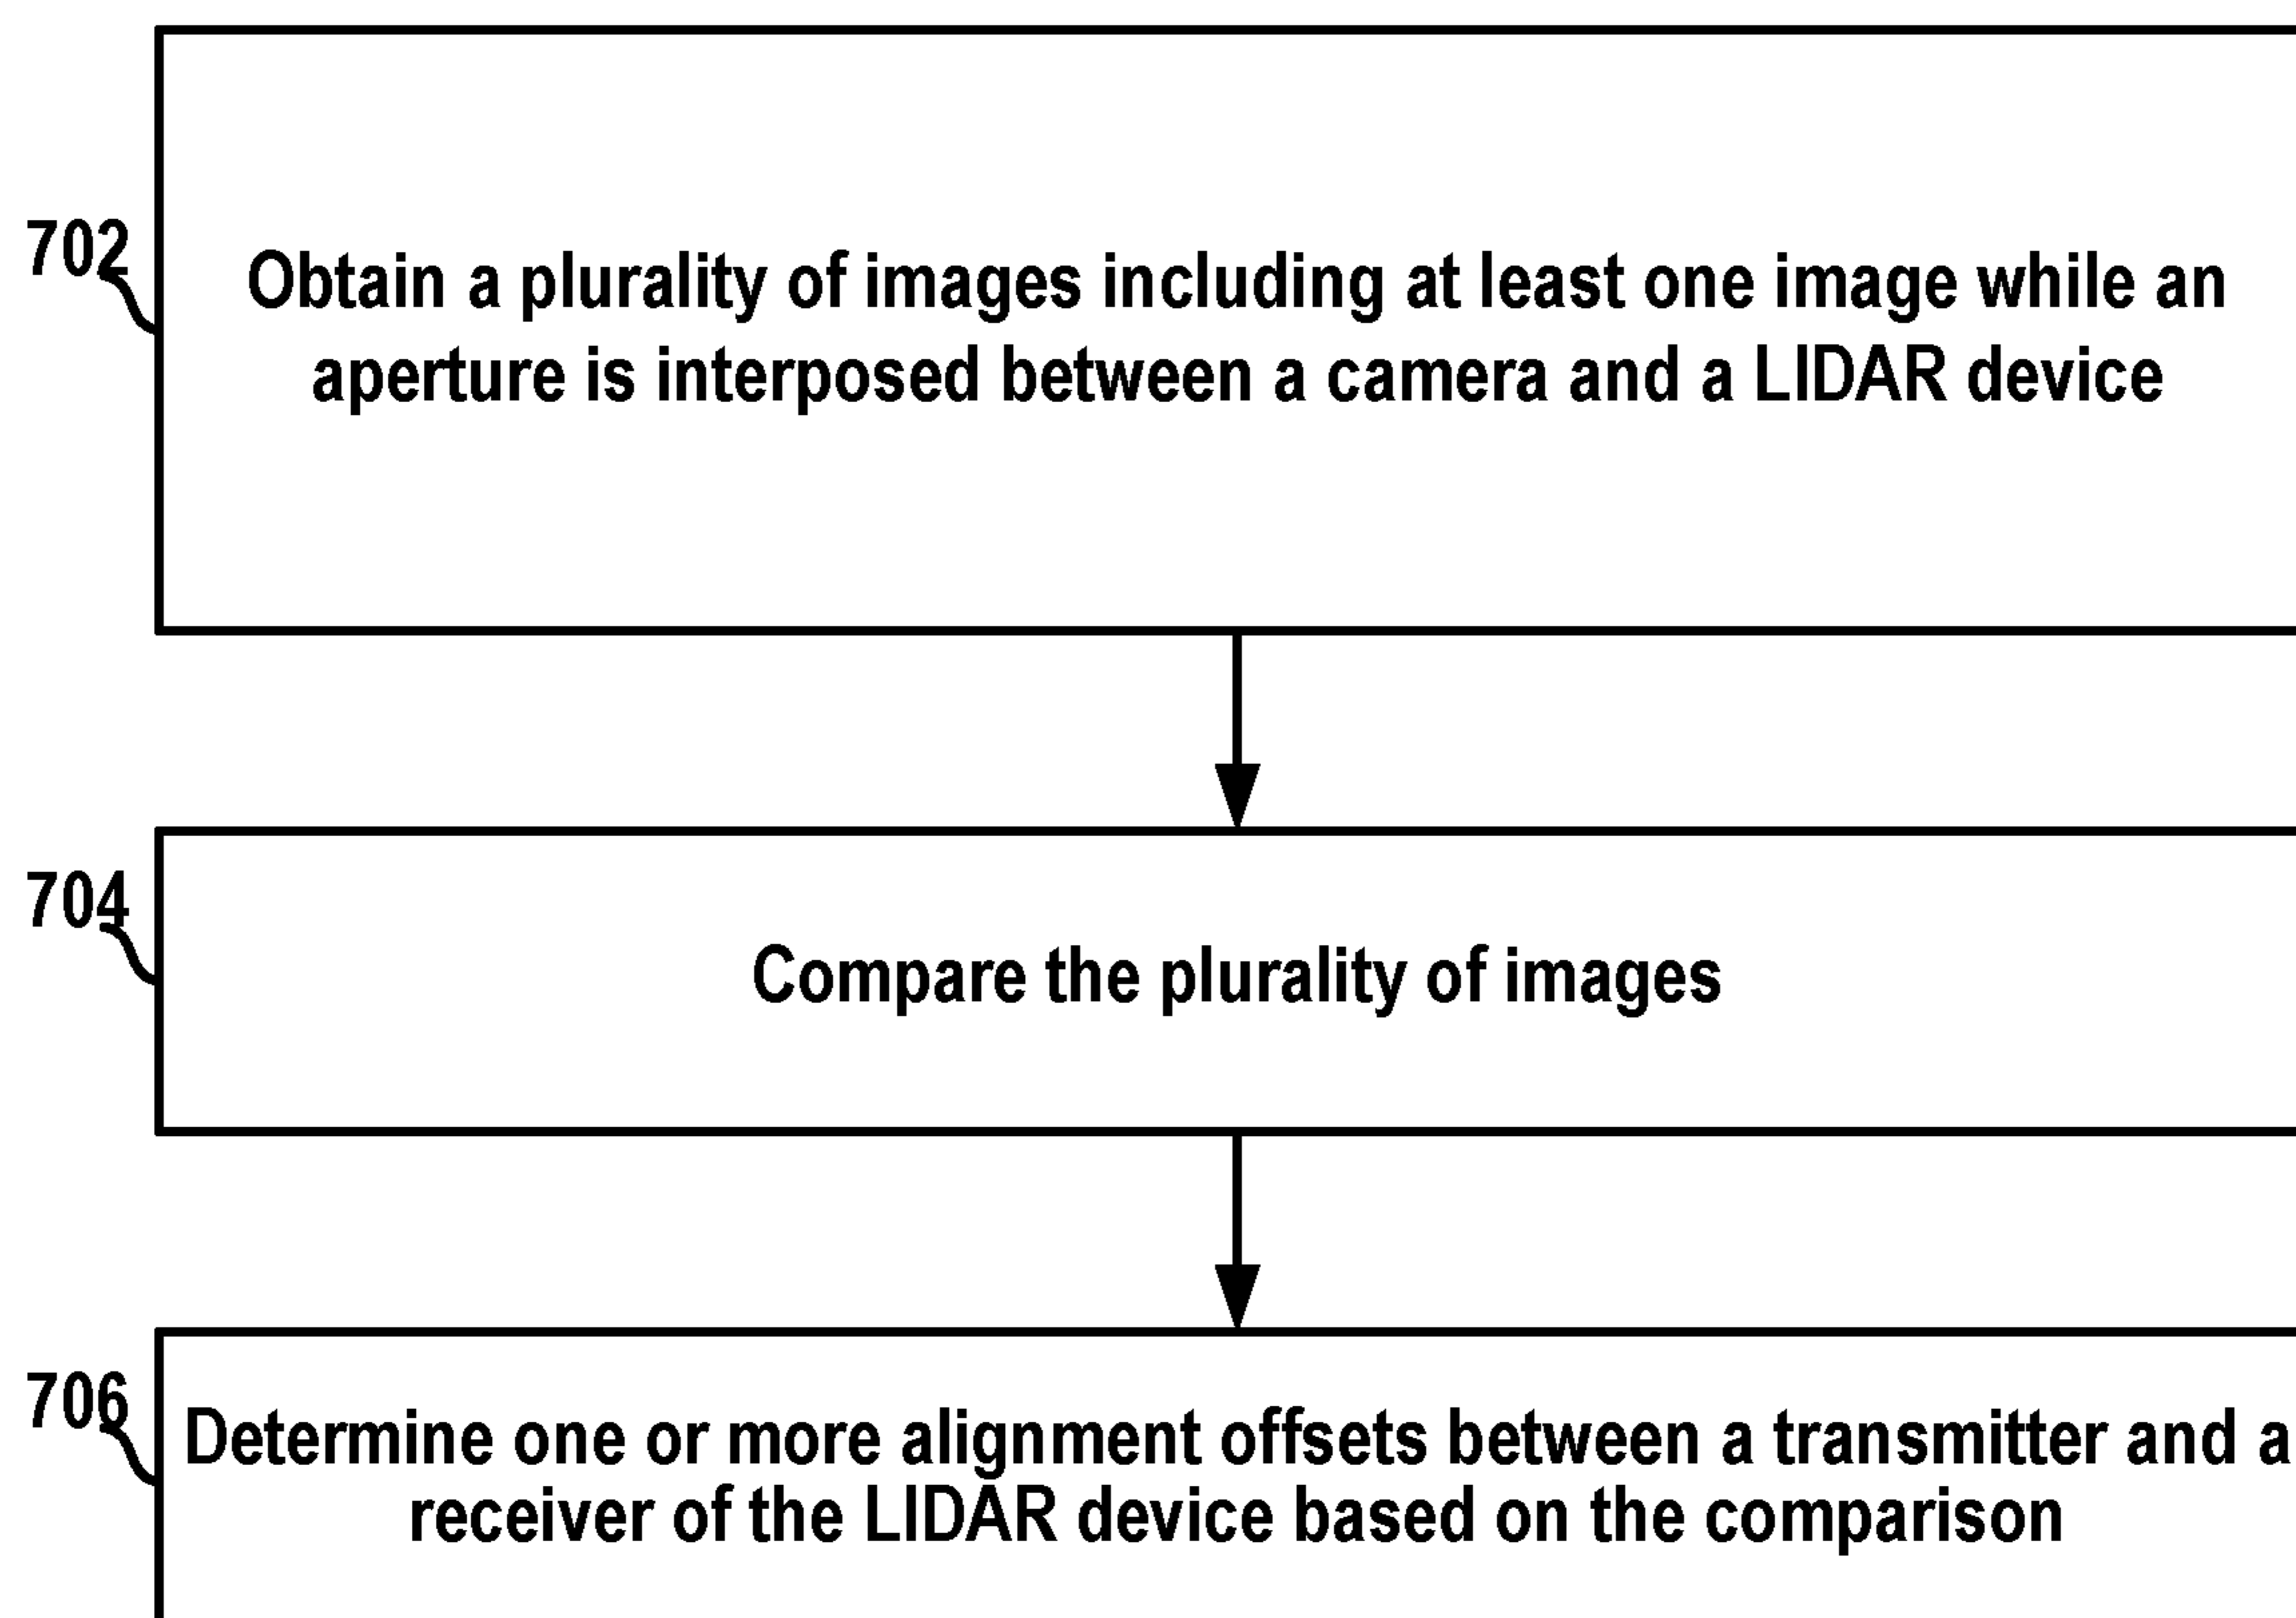 702
Obtain a plurality of images including at least one image while an
aperture is interposed between a camera and a LIDAR device
704
Compare the plurality of images
706
Determine one or more alignment offsets between a transmitter and a
receiver of the LIDAR device based on the comparison